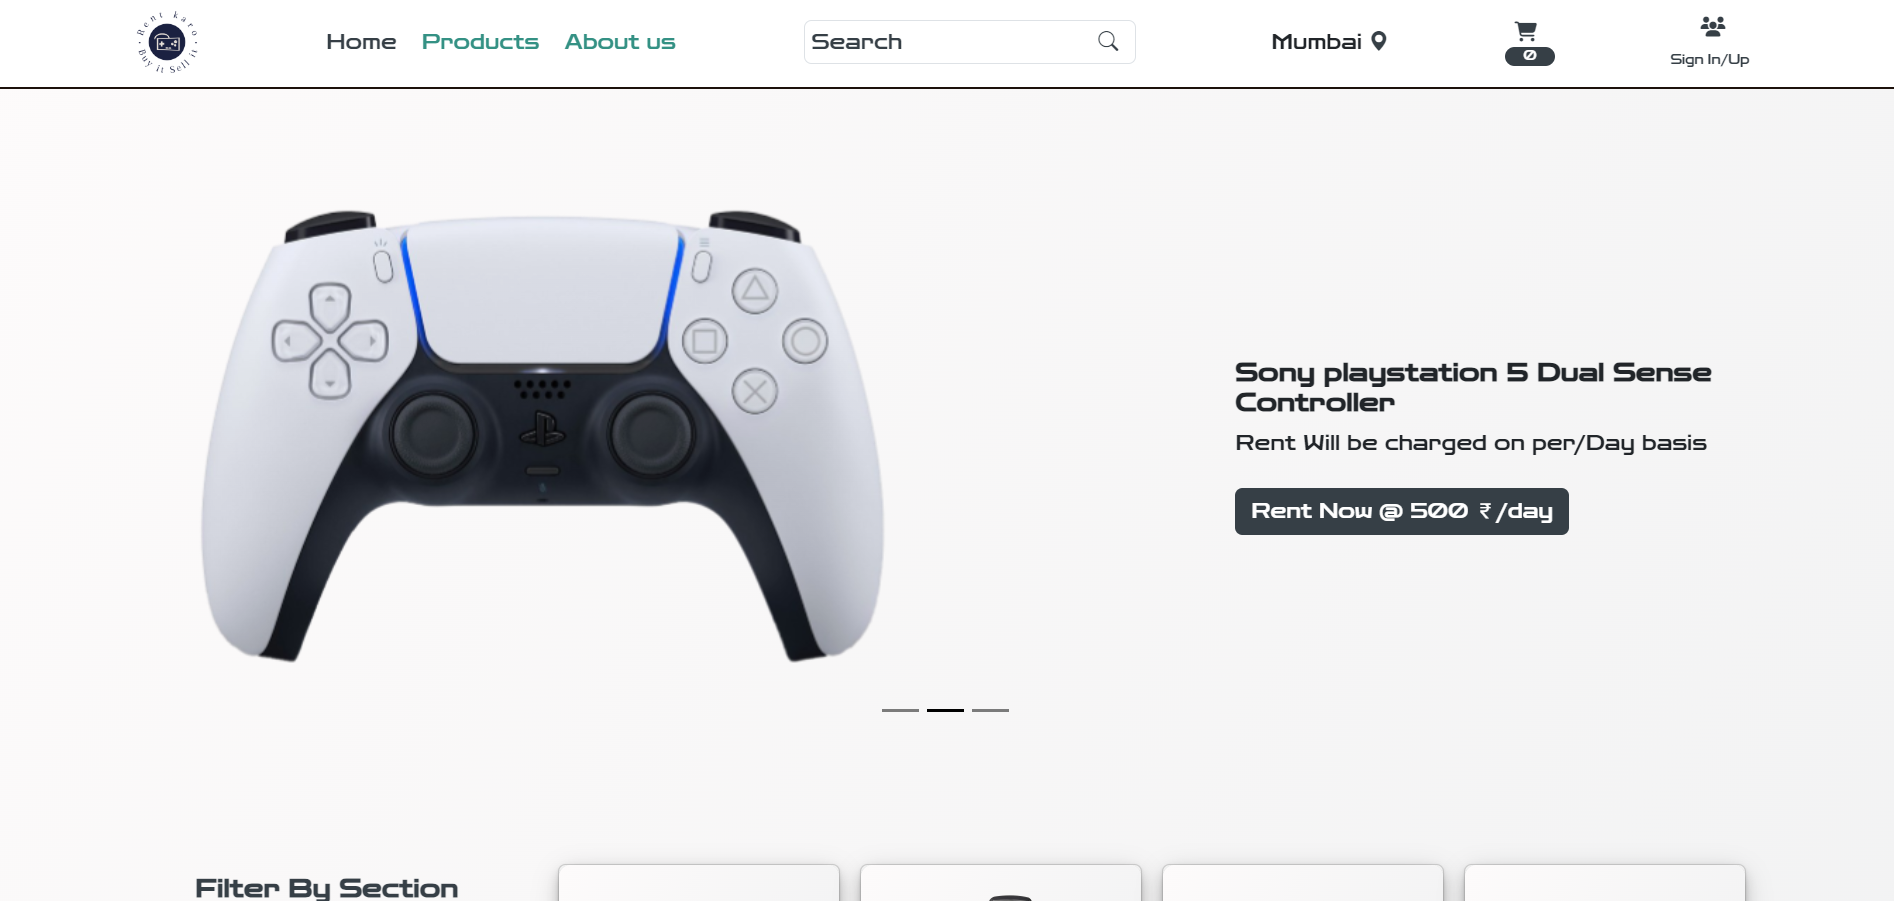 Rent karo
Buy it Sell it
Home
Products
About us
Search
Mumbai
0
Sign In/Up
Sony playstation 5 Dual Sense
Controller
Rent Will be charged on per/Day basis
Rent Now @ 500 ₹ /day
Filter By Section